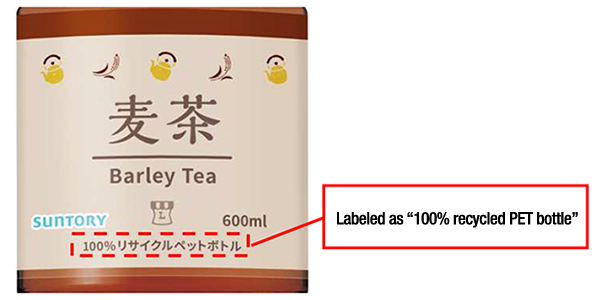 麦茶
Barley Tea
L
SUNTORY
600ml
100%リサイクルペットボトル
Labeled as “100% recycled PET bottle”